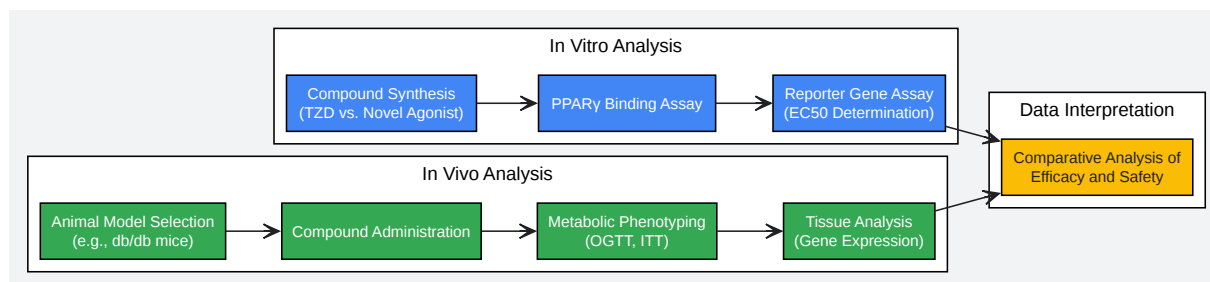 In Vitro Analysis
Compound Synthesis
(TZD vs. Novel Agonist)
PPARγ Binding Assay
Reporter Gene Assay
(EC50 Determination)
Data Interpretation
Comparative Analysis of
Efficacy and Safety
In Vivo Analysis
Animal Model Selection
(e.g., db/db mice)
Compound Administration
Metabolic Phenotyping
(OGTT, ITT)
Tissue Analysis
(Gene Expression)